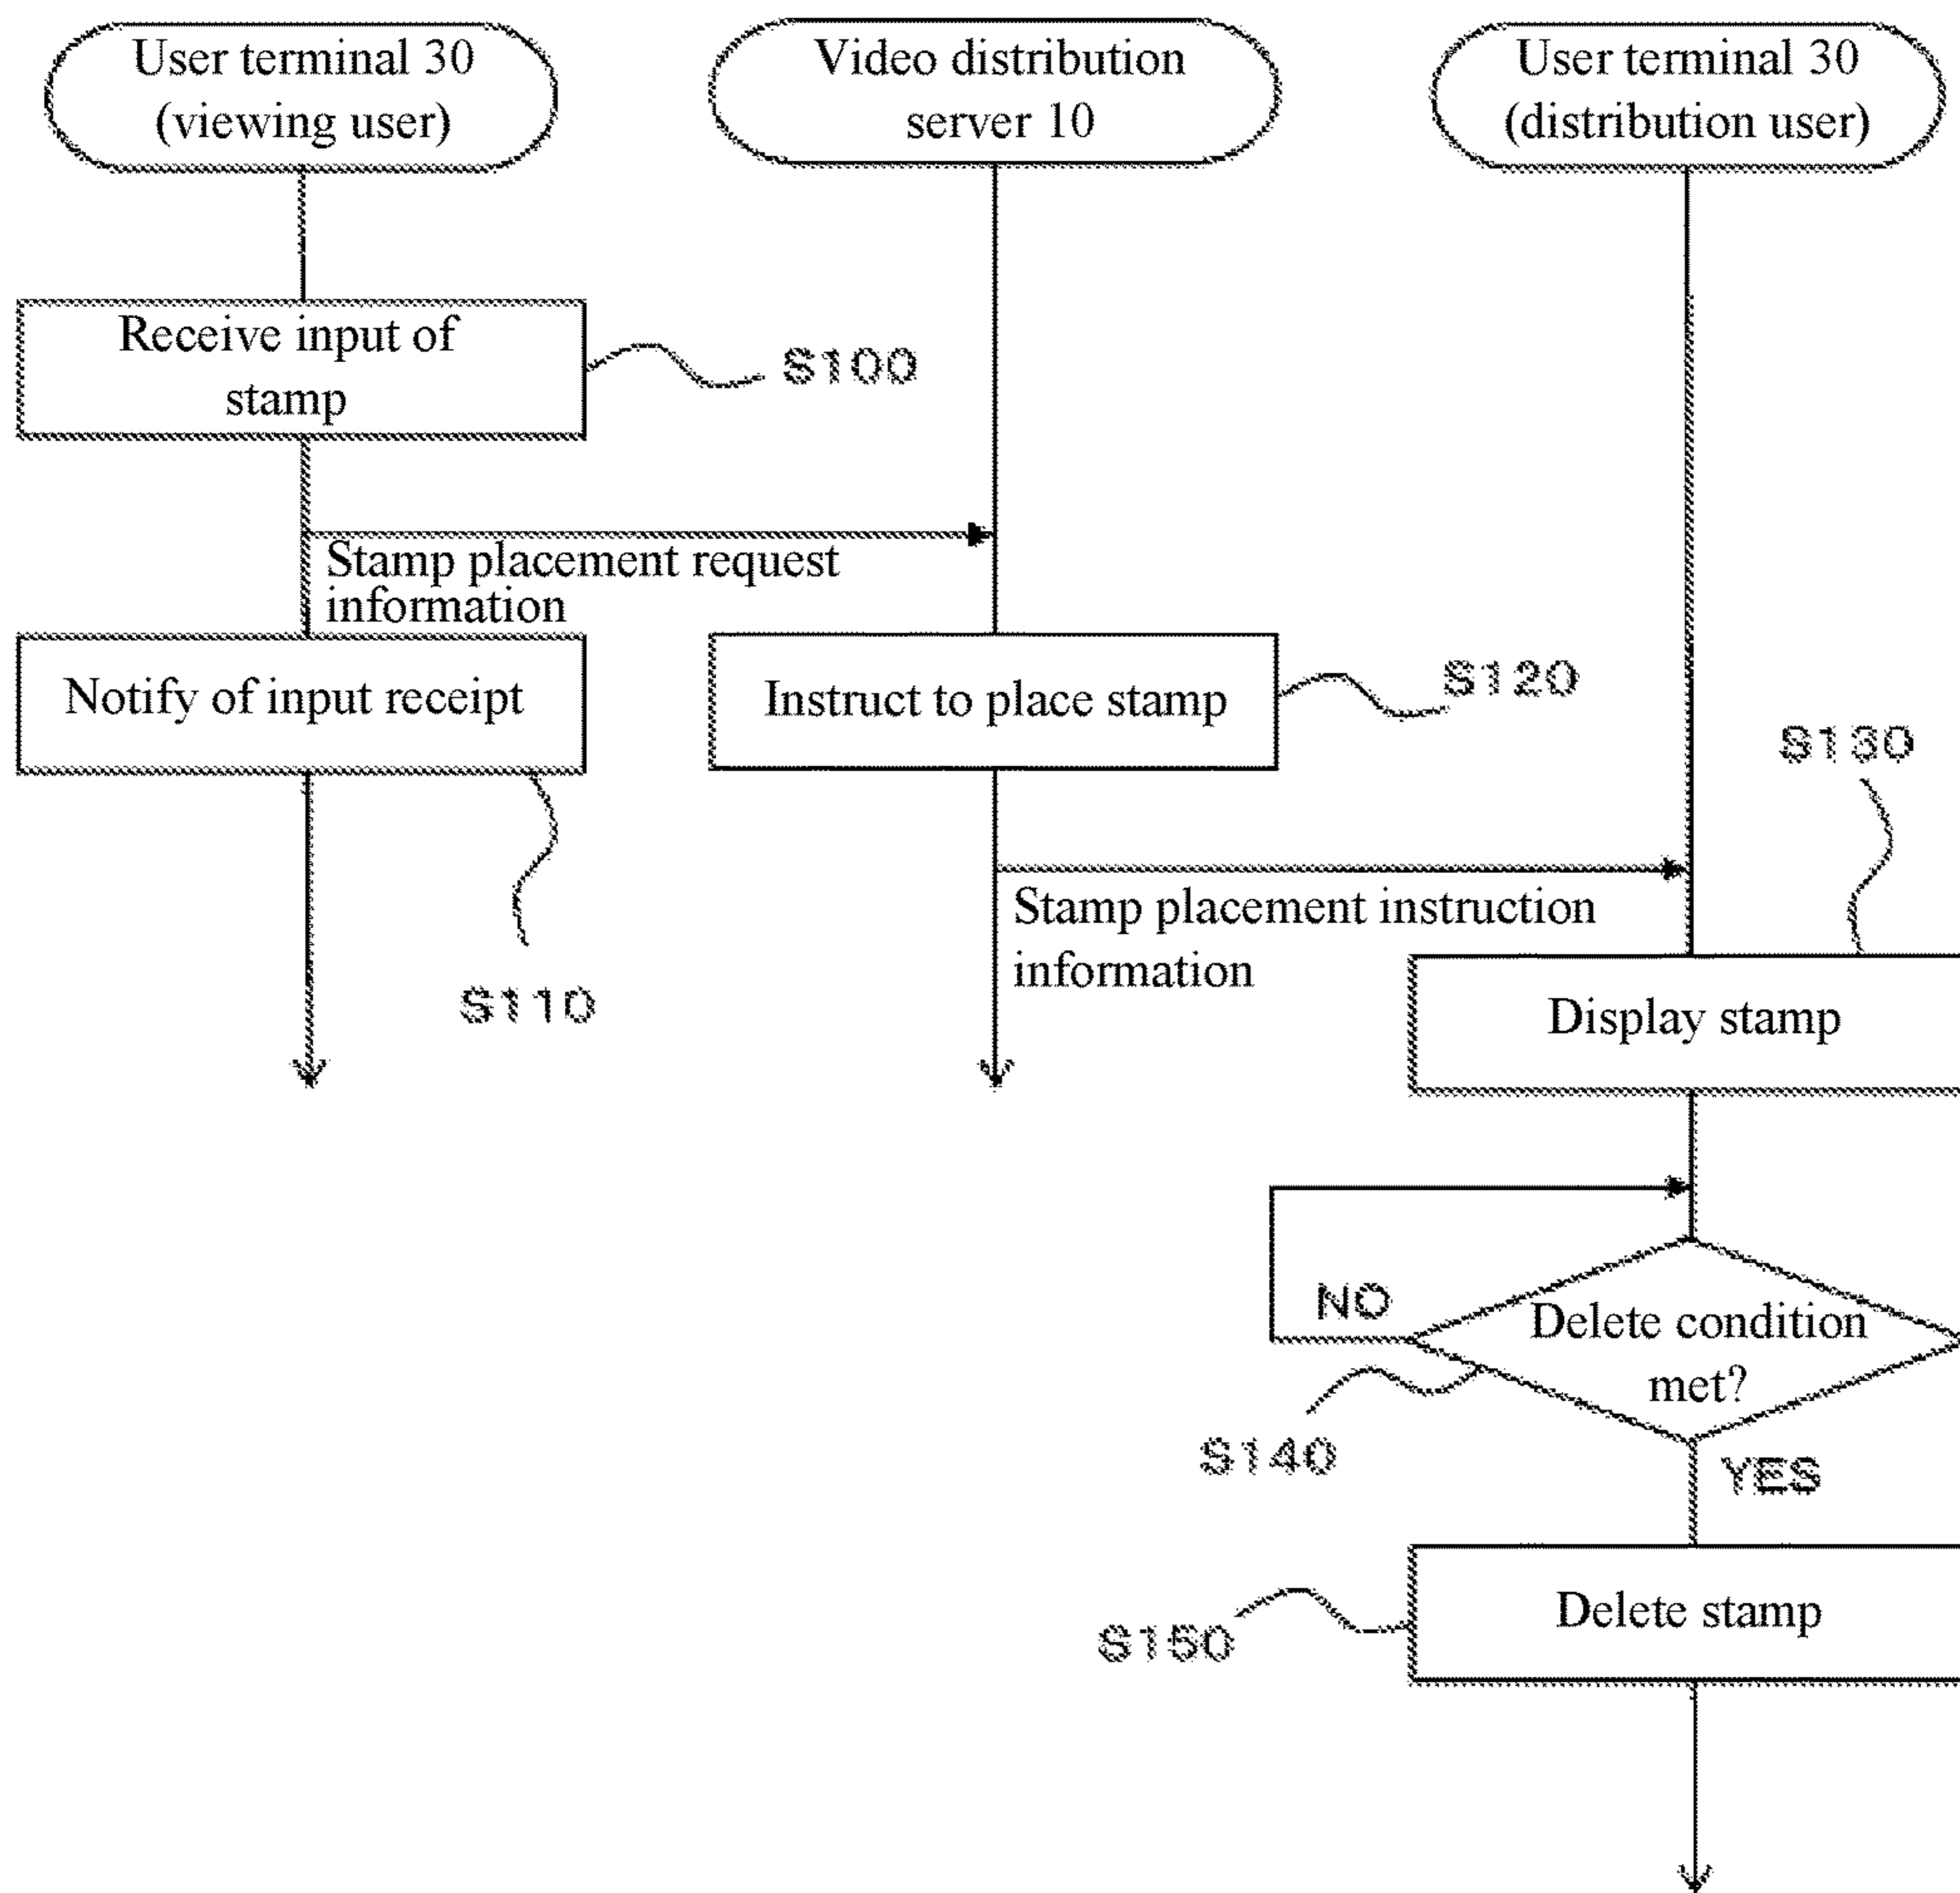 User terminal 30
(viewing user)
Video distribution
server 10
User terminal 30
(distribution user)
Receive input of
stamp
S100
Stamp placement request
information
Notify of input receipt
S110
Instruct to place stamp
S120
Stamp placement instruction
information
S130
Display stamp
NO
Delete condition
met?
S140
YES
Delete stamp
S150